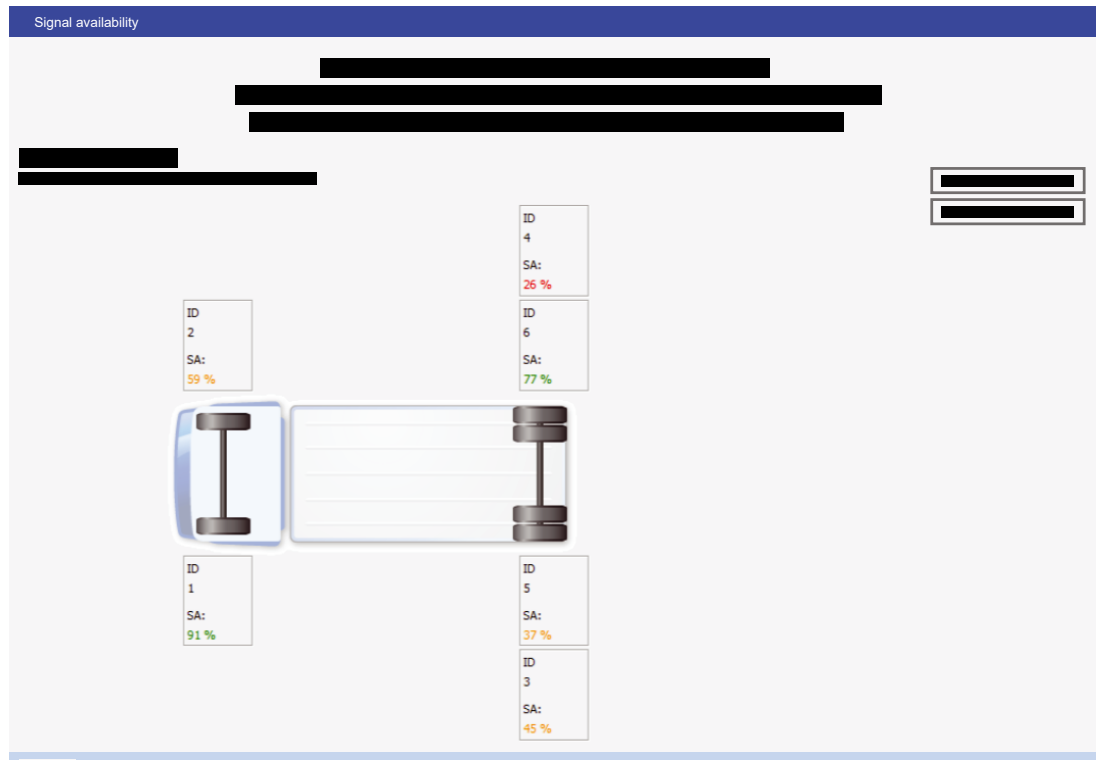 Signal availability
ID
4
SA:
26 %
ID
2
SA:
59 %
ID
6
SA:
77 %
ID
1
SA:
91 %
ID
5
SA:
37 %
ID
3
SA:
45 %